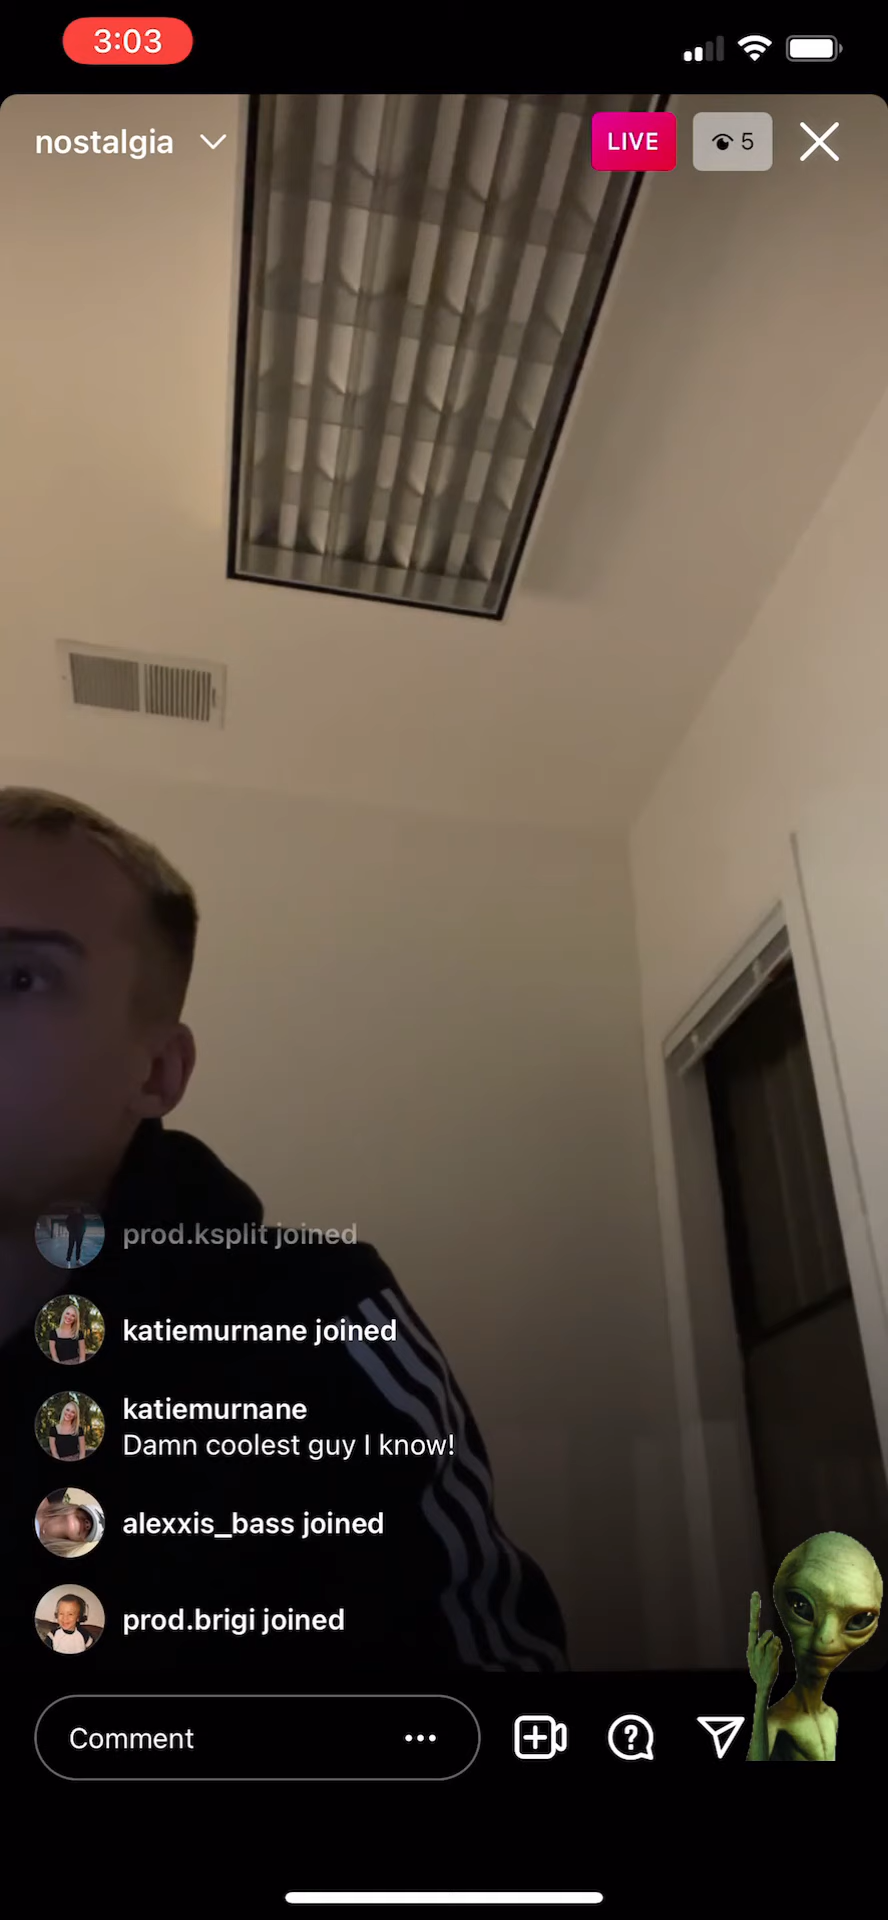 3:03
nostalgia
LIVE
5
prod.ksplit joined
katiemurnane joined
katiemurnane
Damn coolest guy I know!
alexxis_bass joined
prod.brigi joined
Comment